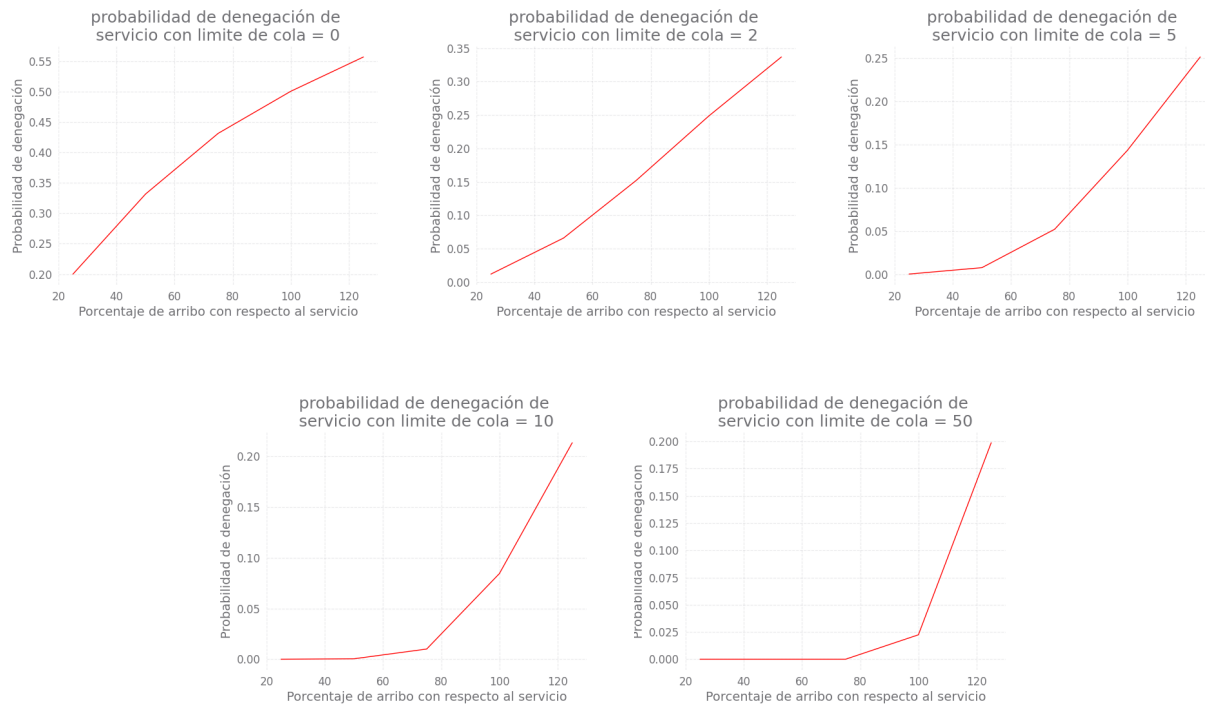 probabilidad de denegación de
servicio con limite de cola = 0
Probabilidad de denegación
0.55
0.50
0.45
0.40
0.35
0.30
0.25
0.20
20 40 60 80 100 120
Porcentaje de arribo con respecto al servicio
probabilidad de denegación de
servicio con limite de cola = 2
Probabilidad de denegación
0.35
0.30
0.25
0.20
0.15
0.10
0.05
0.00
20 40 60 80 100 120
Porcentaje de arribo con respecto al servicio
probabilidad de denegación de
servicio con limite de cola = 5
Probabilidad de denegación
0.25
0.20
0.15
0.10
0.05
0.00
20 40 60 80 100 120
Porcentaje de arribo con respecto al servicio
probabilidad de denegación de
servicio con limite de cola = 10
Probabilidad de denegación
0.20
0.15
0.10
0.05
0.00
20 40 60 80 100 120
Porcentaje de arribo con respecto al servicio
probabilidad de denegación de
servicio con limite de cola = 50
Probabilidad de denegación
0.200
0.175
0.150
0.125
0.100
0.075
0.050
0.025
0.000
20 40 60 80 100 120
Porcentaje de arribo con respecto al servicio